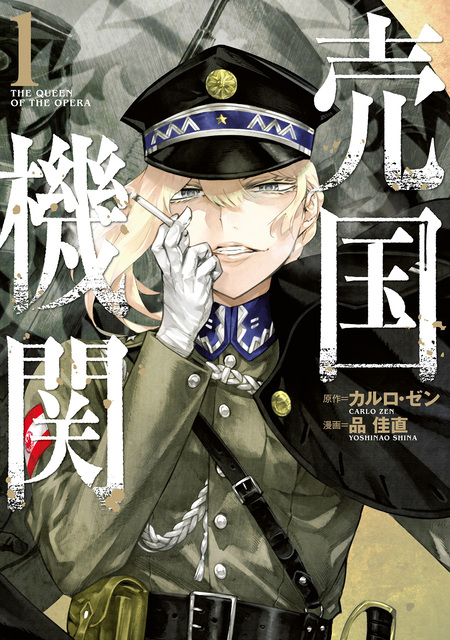 売国
機関
1
THE QUEEN
OF THE OPERA
原作=カルロ・ゼン
CARLO ZEN
漫画=品 佳直
YOSHINAO SHINA